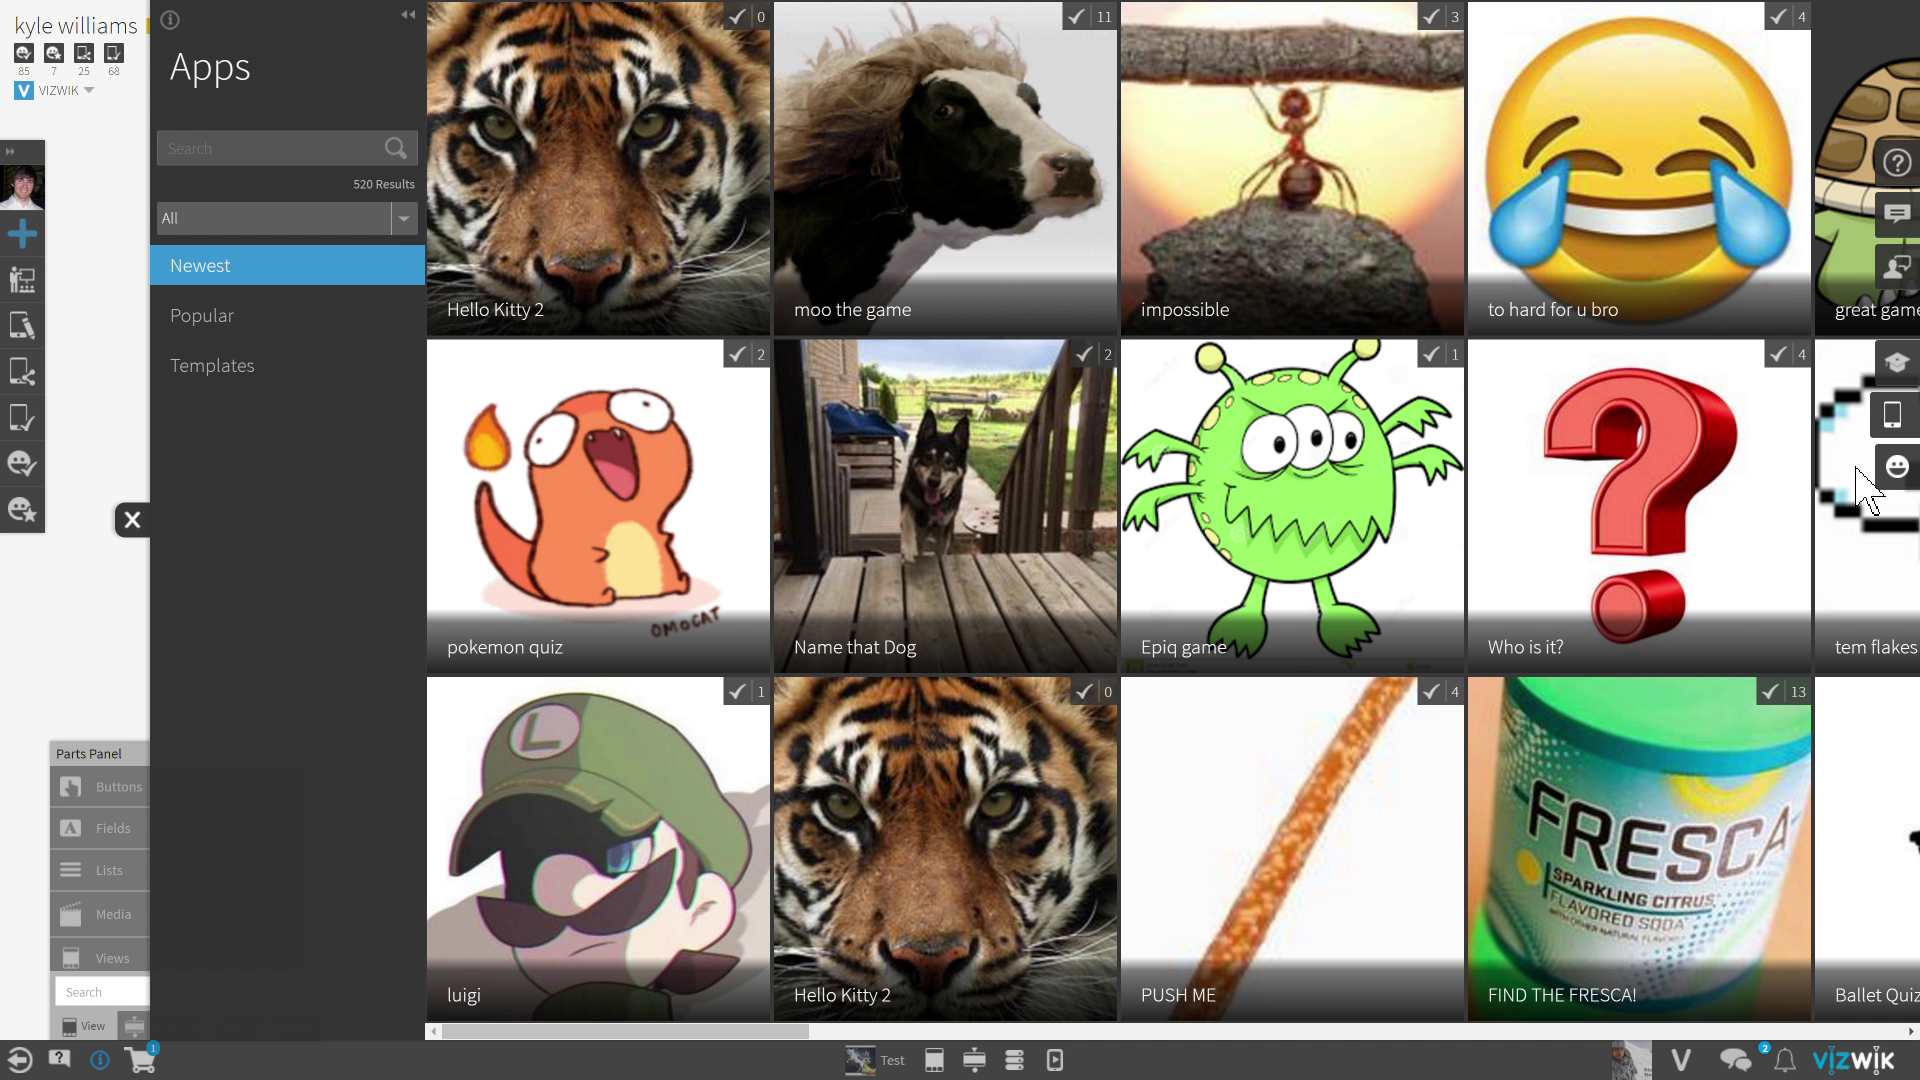 kyle williams
85 7 25 68
V VIZWIK
Apps
Search
520 Results
All
Newest
Popular
Templates
0
Hello Kitty 2
11
moo the game
3
impossible
4
to hard for u bro
great game
2
OMOCAT
pokemon quiz
2
Name that Dog
1
Epiq game
4
Who is it?
tem flakes
1
L
luigi
0
Hello Kitty 2
4
PUSH ME
13
FRESCA
SPARKLING CITRUS
FLAVORED SODA
FIND THE FRESCA!
Ballet Quiz
Parts Panel
Buttons
Fields
Lists
Media
Views
Search
View
1
Test
V
2
vizwik